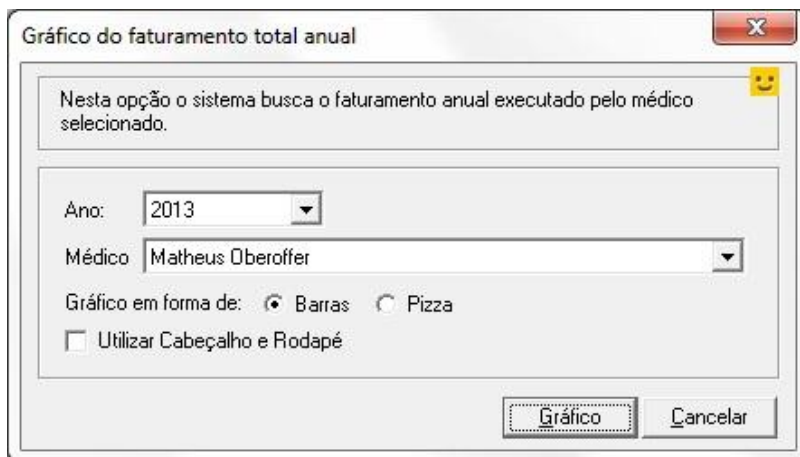 Gráfico do faturamento total anual
Nesta opção o sistema busca o faturamento anual executado pelo médico
selecionado.
Ano: 2013
Médico Matheus Oberoffer
Gráfico em forma de: Barras Pizza
Utilizar Cabeçalho e Rodapé
Gráfico Cancelar